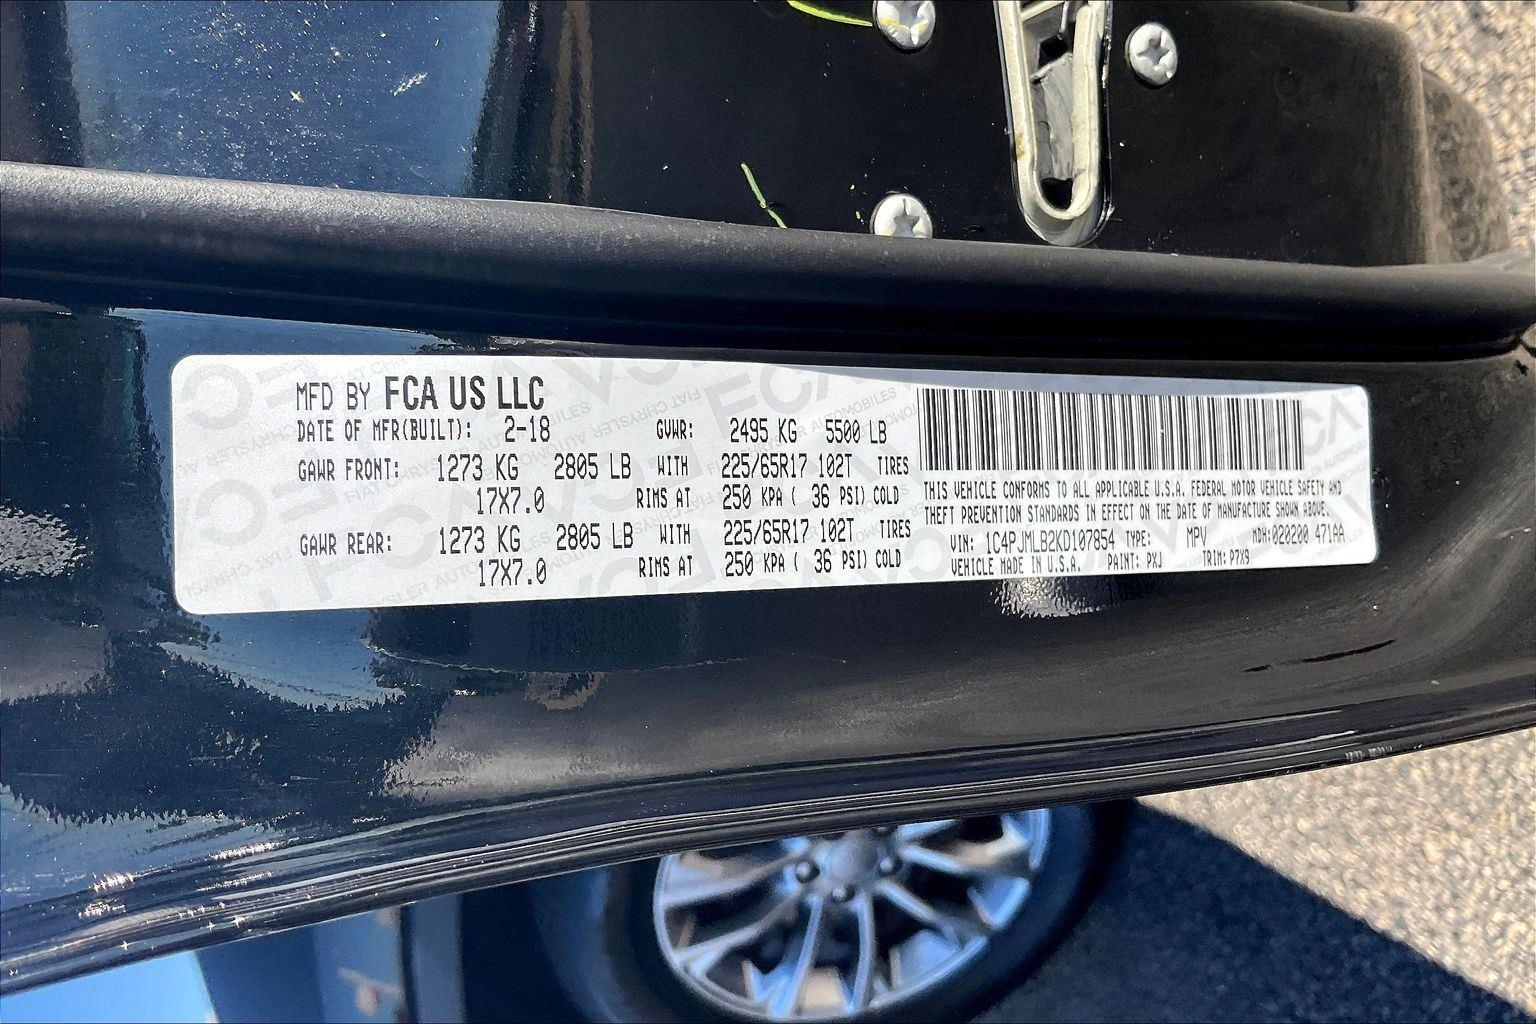 MFD BY FCA US LLC
DATE OF MFR(BUILT): 2-18 GVWR: 2495 KG 5500 LB
GAWR FRONT: 1273 KG 2805 LB WITH 225/65R17 102T TIRES
17X7.0 RIMS AT 250 KPA ( 36 PSI) COLD
GAWR REAR: 1273 KG 2805 LB WITH 225/65R17 102T TIRES
17X7.0 RIMS AT 250 KPA ( 36 PSI) COLD
THIS VEHICLE CONFORMS TO ALL APPLICABLE U.S.A. FEDERAL MOTOR VEHICLE SAFETY AND
THEFT PREVENTION STANDARDS IN EFFECT ON THE DATE OF MANUFACTURE SHOWN ABOVE.
VIN: 1C4PJMLB2KD107854 TYPE: MPV MDH:020200 471AA
VEHICLE MADE IN U.S.A. PAINT: PXJ TRIM: P7X9